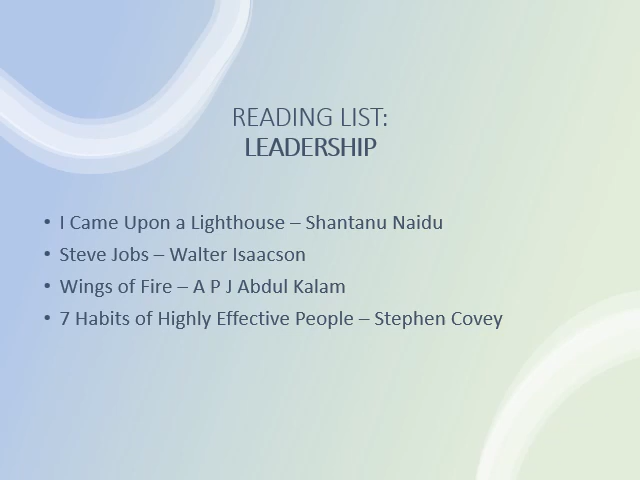 READING LIST:
LEADERSHIP
• I Came Upon a Lighthouse – Shantanu Naidu
• Steve Jobs – Walter Isaacson
• Wings of Fire – A P J Abdul Kalam
• 7 Habits of Highly Effective People – Stephen Covey